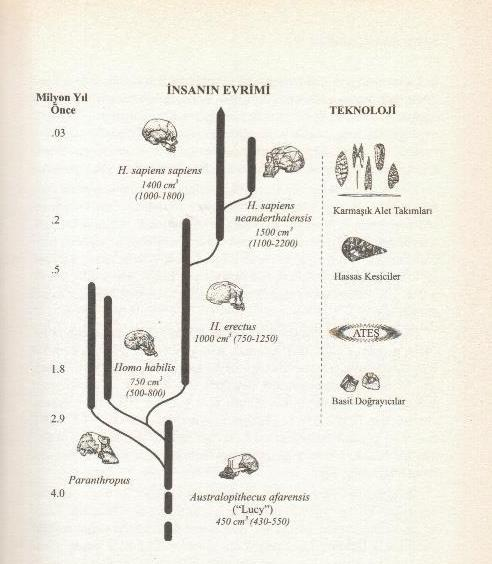 İNSANIN EVRİMİ
Milyon Yıl
Önce
TEKNOLOJİ
.03
H. sapiens sapiens
1400 cm³
(1000-1800)
H. sapiens
neanderthalensis
1500 cm³
(1100-2200)
Karmaşık Alet Takımları
.2
.5
Hassas Kesiciler
H. erectus
1000 cm³ (750-1250)
ATEŞ
1.8
Homo habilis
750 cm³
(500-800)
Basit Doğrayıcılar
2.9
Paranthropus
4.0
Australopithecus afarensis
("Lucy")
450 cm³ (430-550)